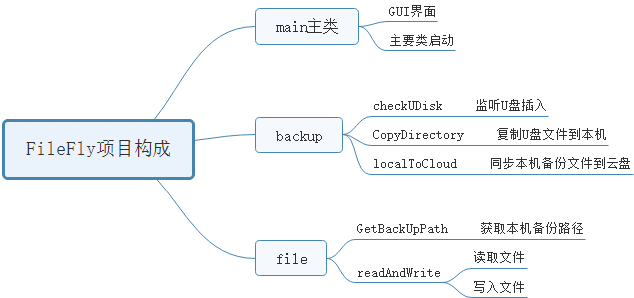 FileFly项目构成
main主类
GUI界面
主要类启动
backup
checkUDisk 监听U盘插入
CopyDirectory 复制U盘文件到本机
localToCloud 同步本机备份文件到云盘
file
GetBackUpPath 获取本机备份路径
readAndWrite
读取文件
写入文件